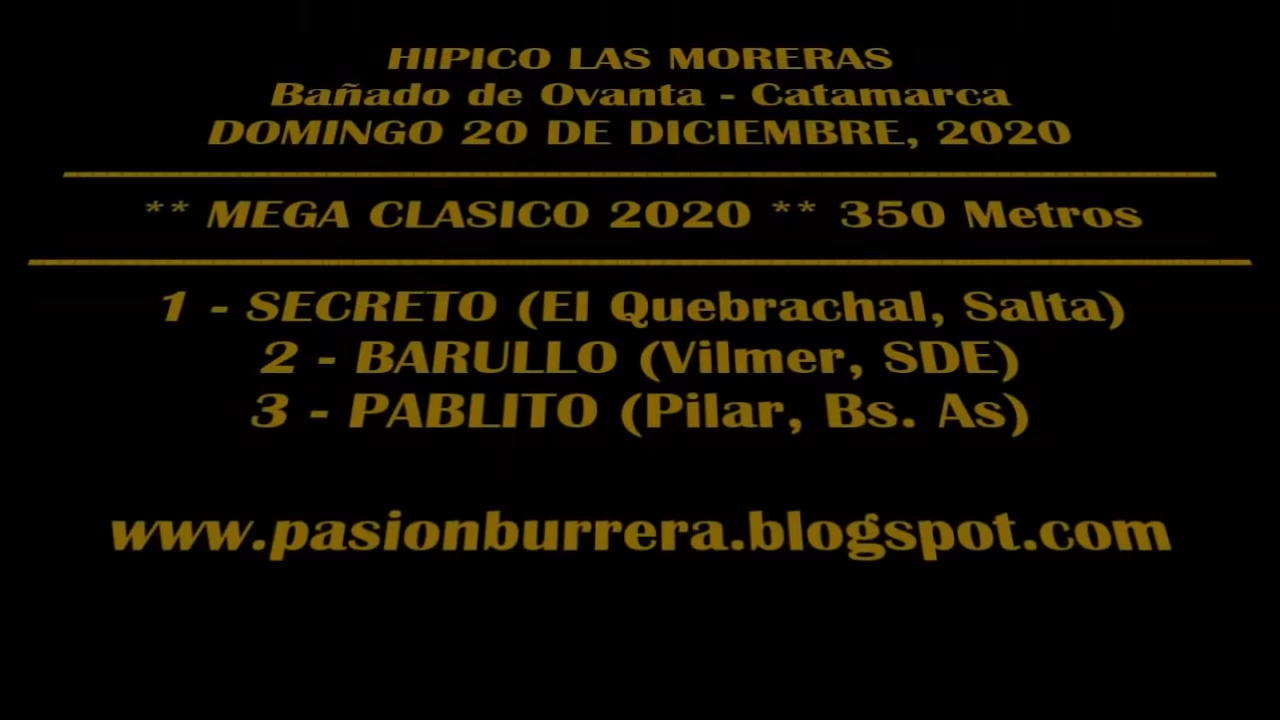 HIPICO LAS MORERAS
Bañado de Ovanta - Catamarca
DOMINGO 20 DE DICIEMBRE, 2020
** MEGA CLASICO 2020 ** 350 Metros
1 - SECRETO (El Quebrachal, Salta)
2 - BARULLO (Vilmer, SDE)
3 - PABLITO (Pilar, Bs. As)
www.pasionburrera.blogspot.com